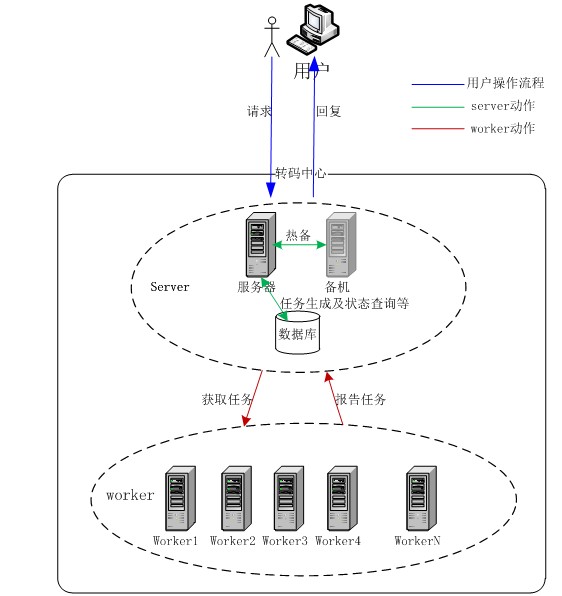 用户
请求
回复
用户操作流程
server动作
worker动作
转码中心
热备
Server
服务器
备机
任务生成及状态查询等
数据库
获取任务
报告任务
worker
Worker1
Worker2
Worker3
Worker4
WorkerN